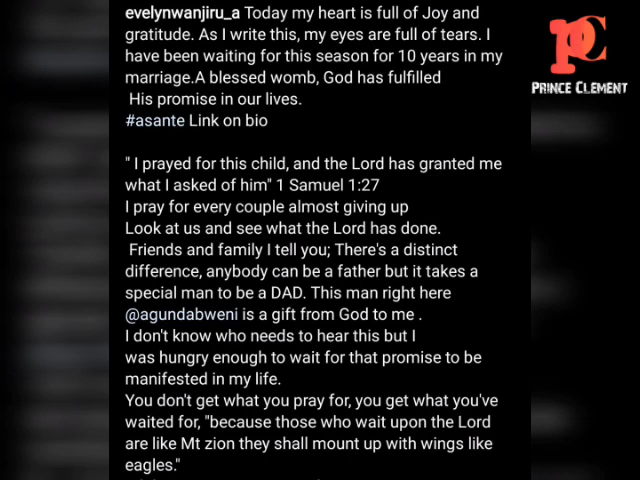 evelynwanjiru_a Today my heart is full of Joy and
gratitude. As I write this, my eyes are full of tears. I
have been waiting for this season for 10 years in my
marriage.A blessed womb, God has fulfilled
His promise in our lives.
#asante Link on bio
" I prayed for this child, and the Lord has granted me
what I asked of him" 1 Samuel 1:27
I pray for every couple almost giving up
Look at us and see what the Lord has done.
Friends and family I tell you; There's a distinct
difference, anybody can be a father but it takes a
special man to be a DAD. This man right here
@agundabweni is a gift from God to me .
I don't know who needs to hear this but I
was hungry enough to wait for that promise to be
manifested in my life.
You don't get what you pray for, you get what you've
waited for, "because those who wait upon the Lord
are like Mt zion they shall mount up with wings like
eagles."
PC
PRINCE CLEMENT